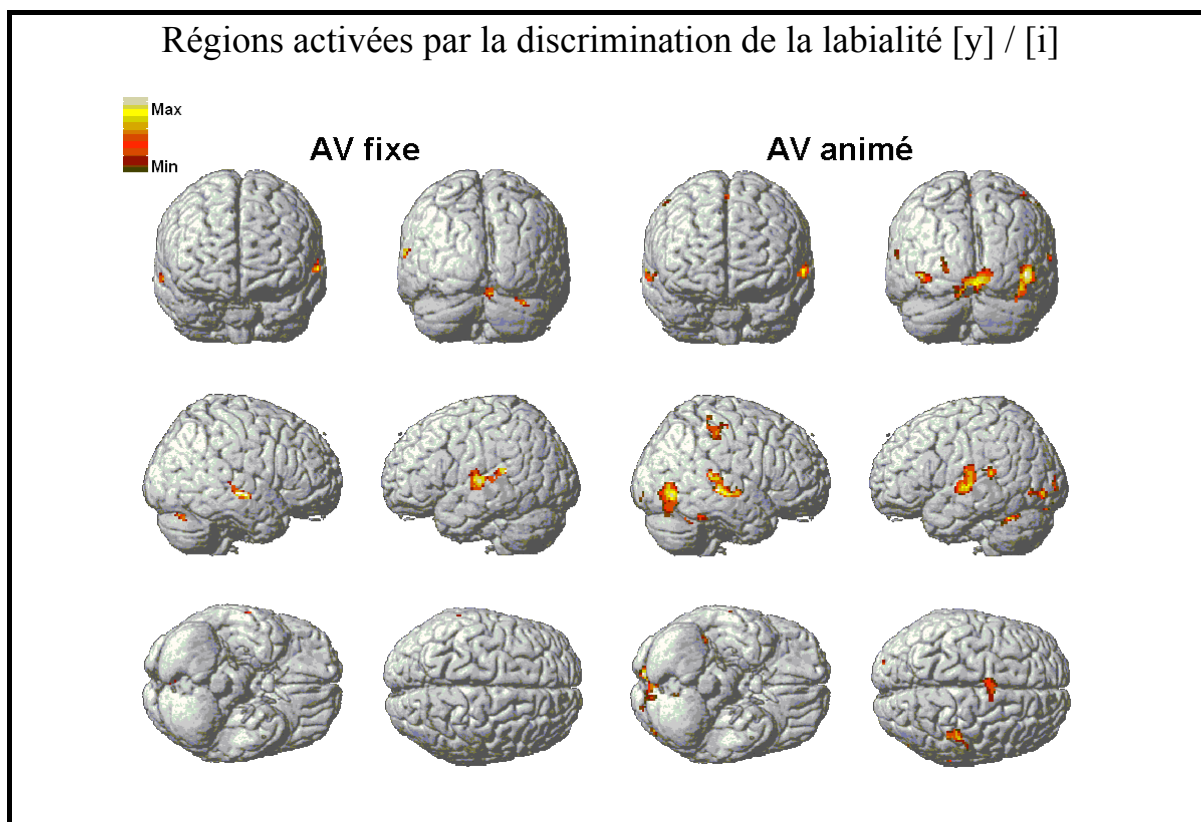 Régions activées par la discrimination de la labialité [y] / [i]
Max
Min
AV fixe
AV animé